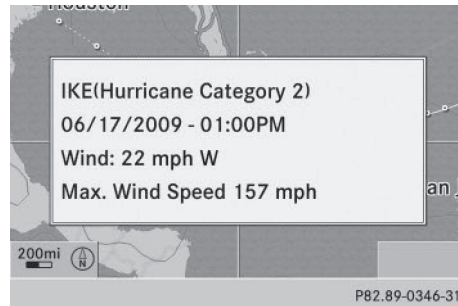 Houston
IKE(Hurricane Category 2)
06/17/2009 - 01:00PM
Wind: 22 mph W
Max. Wind Speed 157 mph
an
200mi
N
P82.89-0346-31